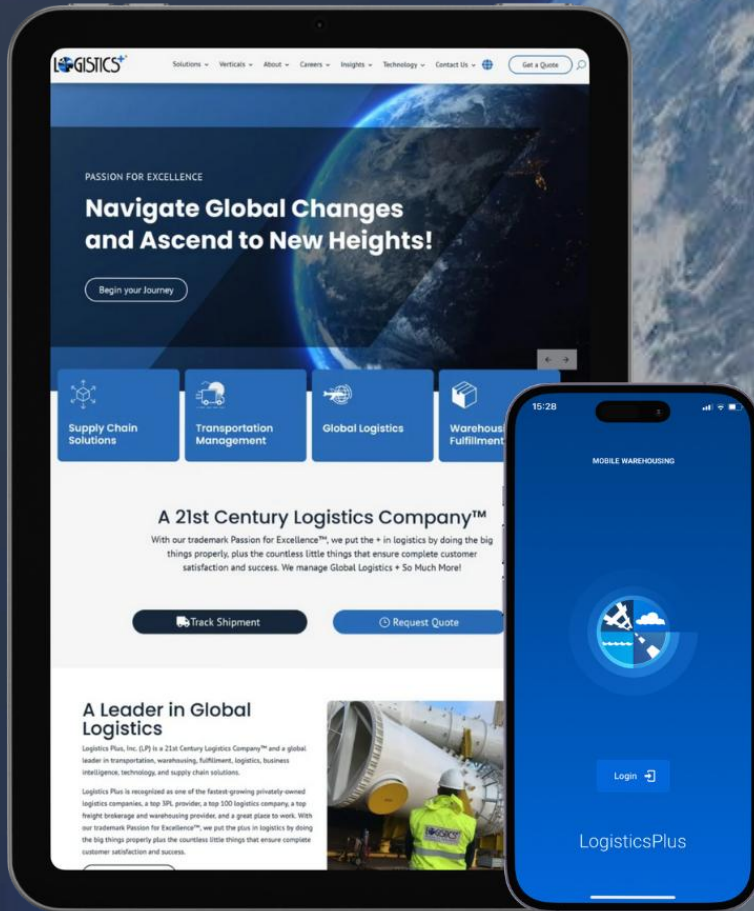 LOGISTICS+
Solutions Verticals About Careers Insights Technology Contact Us Get a Quote
PASSION FOR EXCELLENCE
Navigate Global Changes
and Ascend to New Heights!
Begin your Journey
Supply Chain
Solutions
Transportation
Management
Global Logistics
Warehousi
Fulfillment
A 21st Century Logistics Company™
With our trademark Passion for Excellence™, we put the + in logistics by doing the big
things properly, plus the countless little things that ensure complete customer
satisfaction and success. We manage Global Logistics + So Much More!
Track Shipment
Request Quote
A Leader in Global
Logistics
Logistics Plus, Inc. (LP) is a 21st Century Logistics Company™ and a global
leader in transportation, warehousing, fulfillment, logistics, business
intelligence, technology, and supply chain solutions.
Logistics Plus is recognized as one of the fastest-growing privately-owned
logistics companies, a top 3PL provider, a top 100 logistics company, a top
freight brokerage and warehousing provider, and a great place to work. With
our trademark Passion for Excellence™, we put the plus in logistics by doing
the big things properly plus the countless little things that ensure complete
customer satisfaction and success.
LOGISTICS+
15:28
MOBILE WAREHOUSING
Login
LogisticsPlus